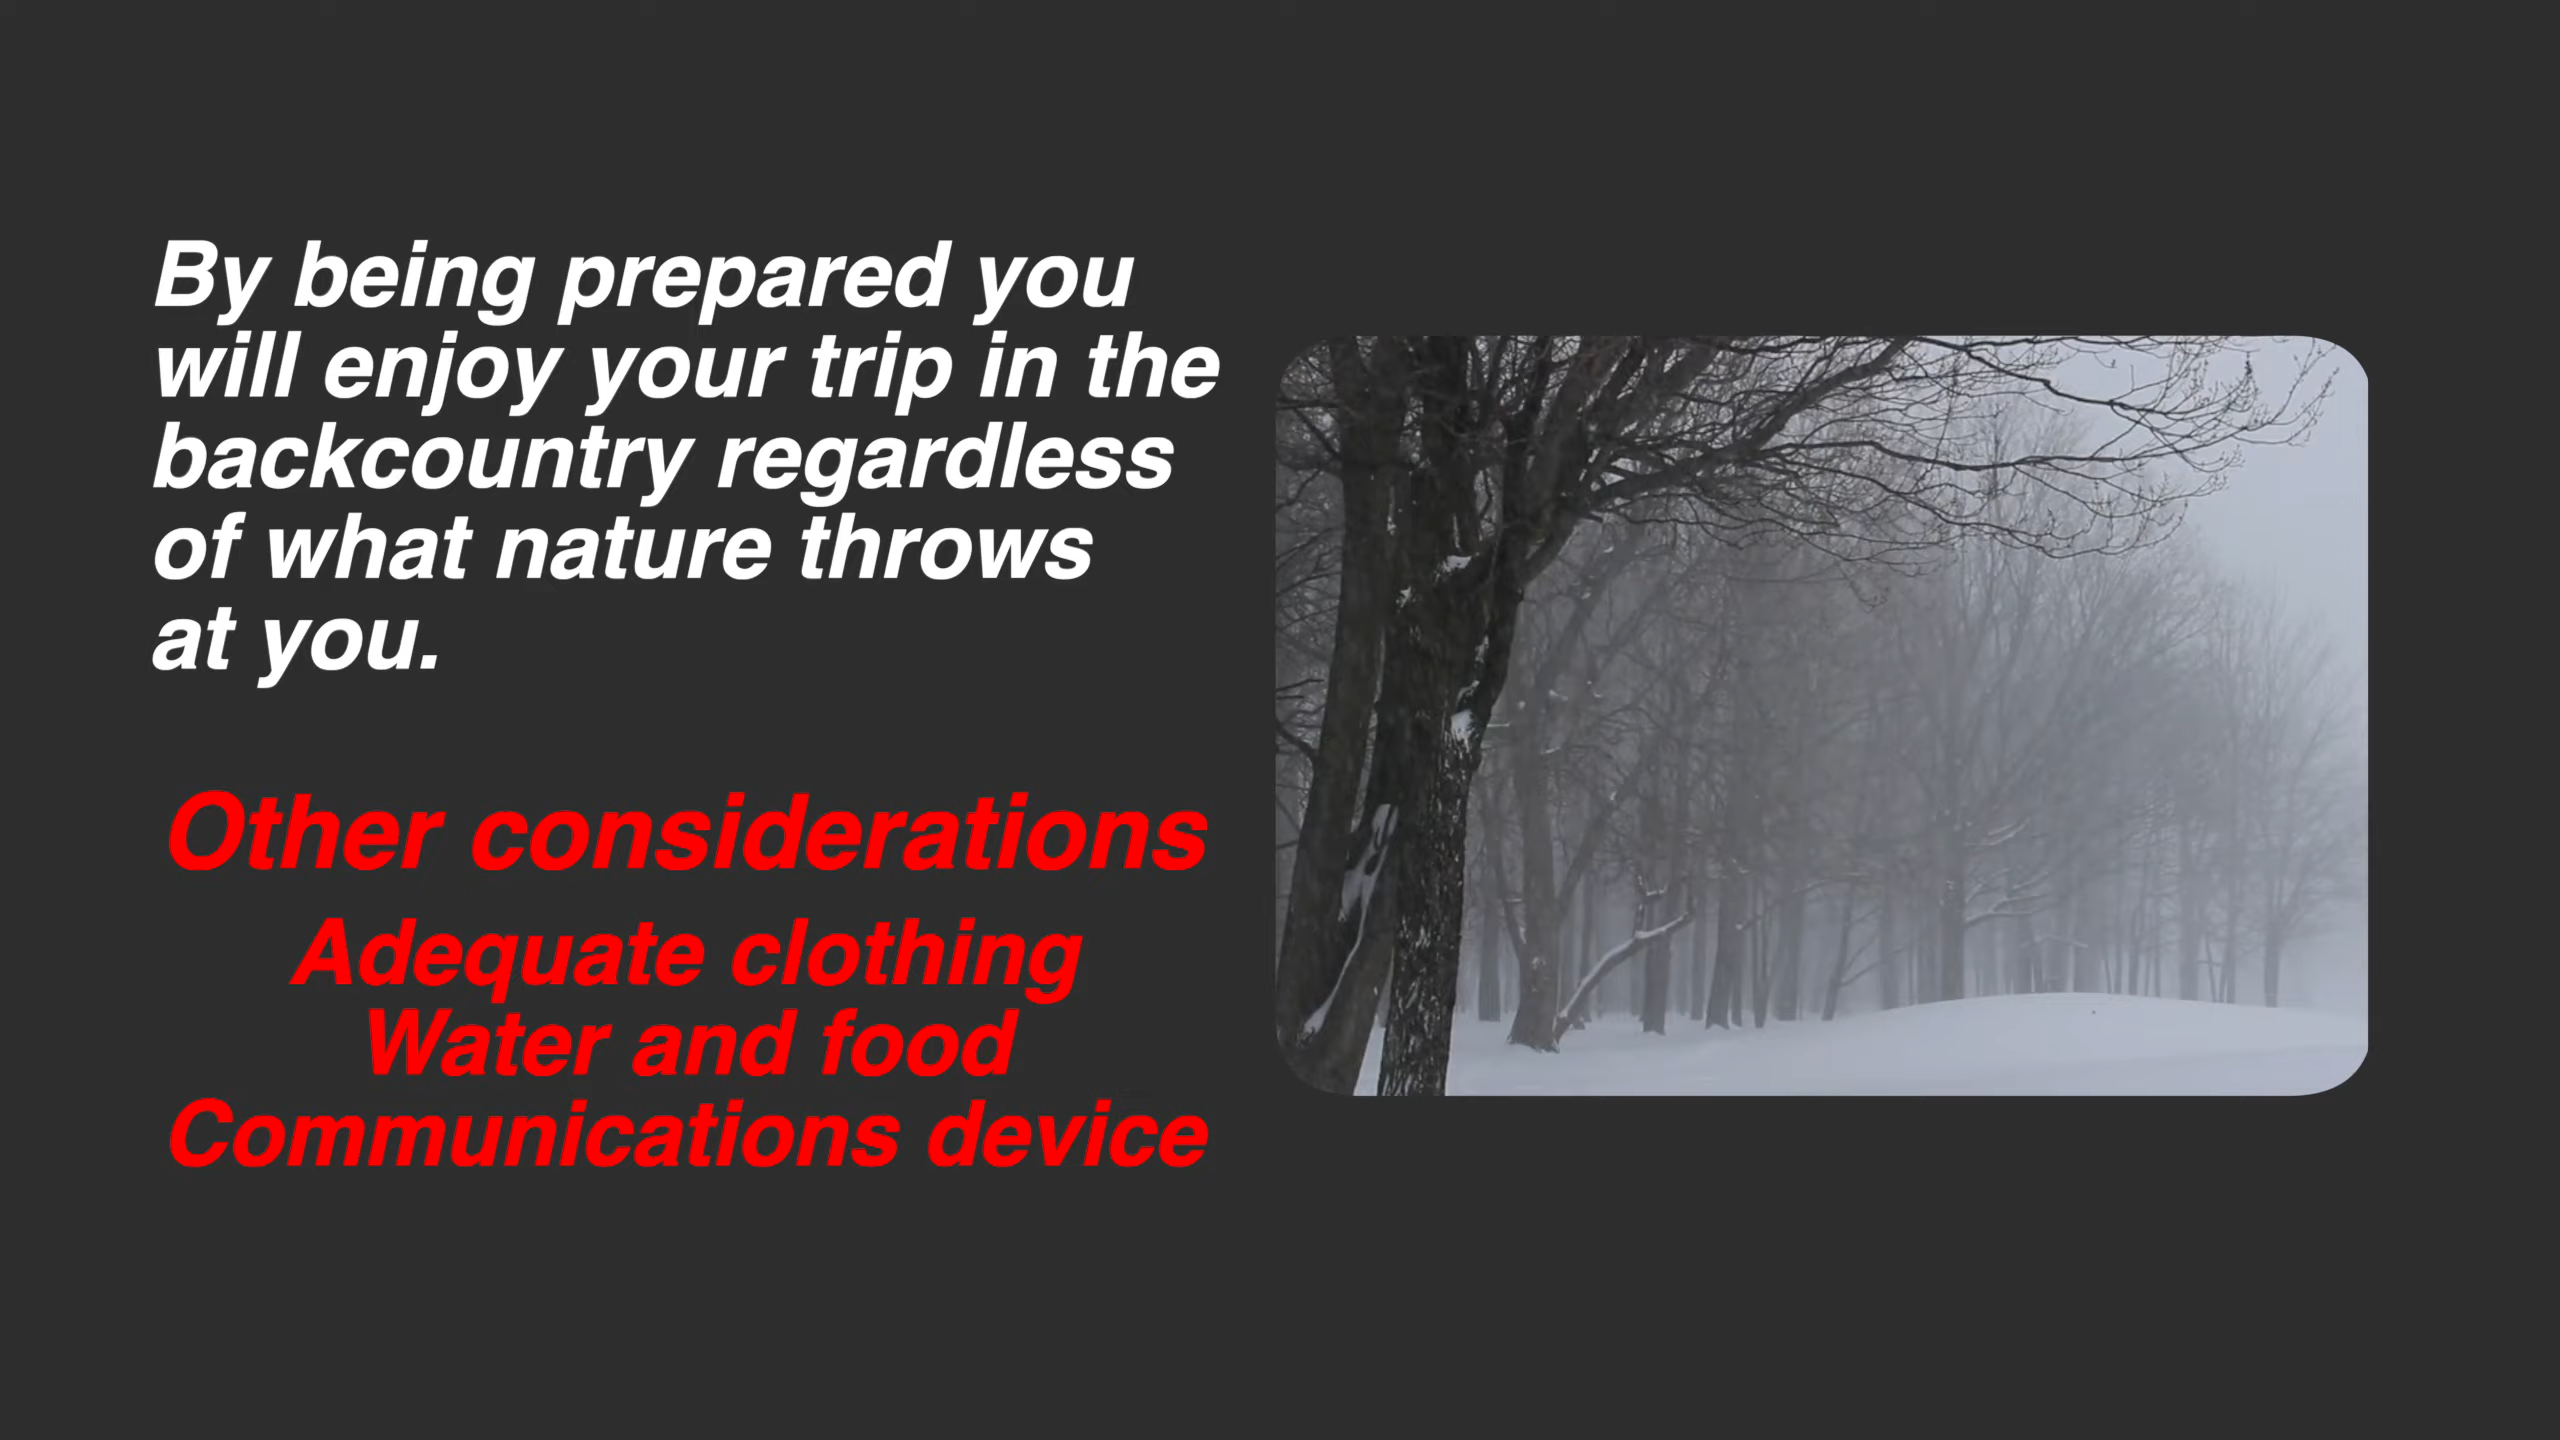 By being prepared you
will enjoy your trip in the
backcountry regardless
of what nature throws
at you.
Other considerations
Adequate clothing
Water and food
Communications device